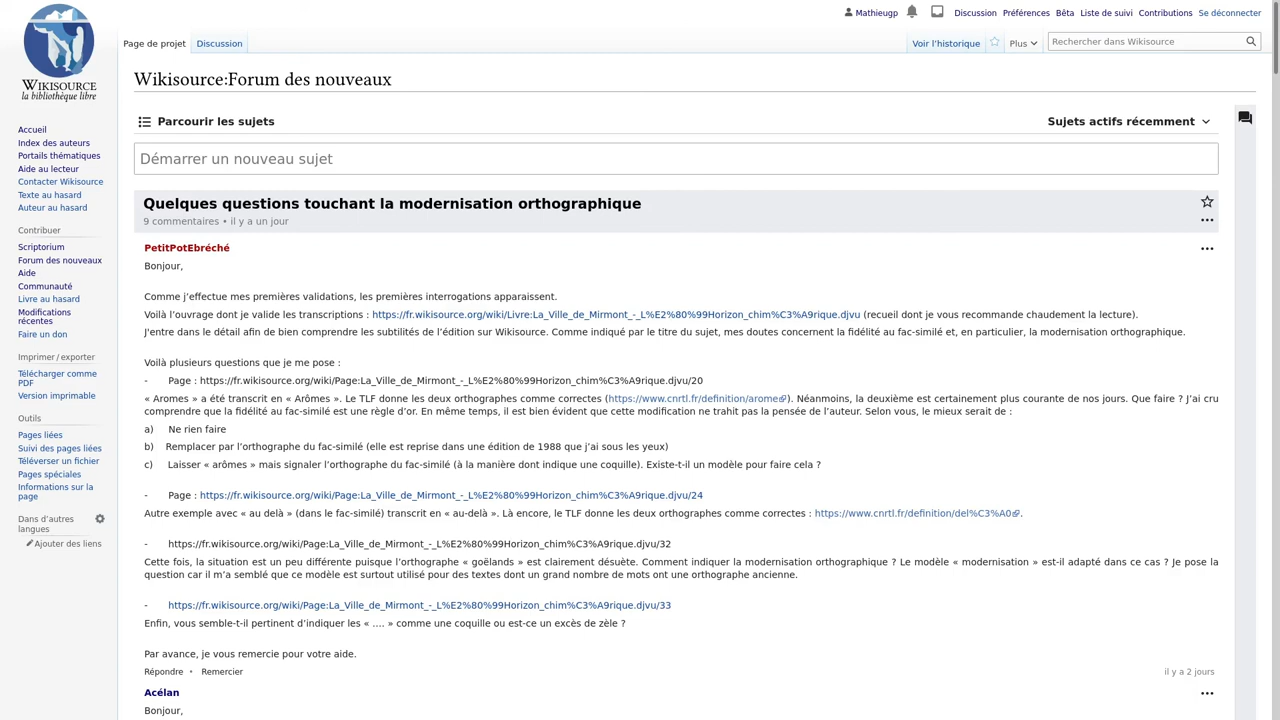 Mathieugp
Discussion
Préférences
Bêta
Liste de suivi
Contributions
Se déconnecter
Page de projet
Discussion
Voir l’historique
Plus
Rechercher dans Wikisource
WIKISOURCE
la bibliothèque libre
Wikisource:Forum des nouveaux
Accueil
Index des auteurs
Portails thématiques
Aide au lecteur
Contacter Wikisource
Texte au hasard
Auteur au hasard
Contribuer
Scriptorium
Forum des nouveaux
Aide
Communauté
Livre au hasard
Modifications
récentes
Faire un don
Imprimer / exporter
Télécharger comme
PDF
Version imprimable
Outils
Pages liées
Suivi des pages liées
Téléverser un fichier
Pages spéciales
Informations sur la
page
Dans d’autres
langues
Ajouter des liens
Parcourir les sujets
Sujets actifs récemment
Démarrer un nouveau sujet
Quelques questions touchant la modernisation orthographique
9 commentaires • il y a un jour
PetitPotEbréché
Bonjour,
Comme j’effectue mes premières validations, les premières interrogations apparaissent.
Voilà l’ouvrage dont je valide les transcriptions : https://fr.wikisource.org/wiki/Livre:La_Ville_de_Mirmont_-_L%E2%80%99Horizon_chim%C3%A9rique.djvu (recueil dont je vous recommande chaudement la lecture).
J’entre dans le détail afin de bien comprendre les subtilités de l’édition sur Wikisource. Comme indiqué par le titre du sujet, mes doutes concernent la fidélité au fac-similé et, en particulier, la modernisation orthographique.
Voilà plusieurs questions que je me pose :
- Page : https://fr.wikisource.org/wiki/Page:La_Ville_de_Mirmont_-_L%E2%80%99Horizon_chim%C3%A9rique.djvu/20
« Aromes » a été transcrit en « Arômes ». Le TLF donne les deux orthographes comme correctes (https://www.cnrtl.fr/definition/arome). Néanmoins, la deuxième est certainement plus courante de nos jours. Que faire ? J’ai cru
comprendre que la fidélité au fac-similé est une règle d’or. En même temps, il est bien évident que cette modification ne trahit pas la pensée de l’auteur. Selon vous, le mieux serait de :
a) Ne rien faire
b) Remplacer par l’orthographe du fac-similé (elle est reprise dans une édition de 1988 que j’ai sous les yeux)
c) Laisser « arômes » mais signaler l’orthographe du fac-similé (à la manière dont indique une coquille). Existe-t-il un modèle pour faire cela ?
- Page : https://fr.wikisource.org/wiki/Page:La_Ville_de_Mirmont_-_L%E2%80%99Horizon_chim%C3%A9rique.djvu/24
Autre exemple avec « au delà » (dans le fac-similé) transcrit en « au-delà ». Là encore, le TLF donne les deux orthographes comme correctes : https://www.cnrtl.fr/definition/del%C3%A0.
- https://fr.wikisource.org/wiki/Page:La_Ville_de_Mirmont_-_L%E2%80%99Horizon_chim%C3%A9rique.djvu/32
Cette fois, la situation est un peu différente puisque l’orthographe « goëlands » est clairement désuète. Comment indiquer la modernisation orthographique ? Le modèle « modernisation » est-il adapté dans ce cas ? Je pose la
question car il m’a semblé que ce modèle est surtout utilisé pour des textes dont un grand nombre de mots ont une orthographe ancienne.
- https://fr.wikisource.org/wiki/Page:La_Ville_de_Mirmont_-_L%E2%80%99Horizon_chim%C3%A9rique.djvu/33
Enfin, vous semble-t-il pertinent d’indiquer les « .... » comme une coquille ou est-ce un excès de zèle ?
Par avance, je vous remercie pour votre aide.
Répondre • Remercier
il y a 2 jours
Acélan
Bonjour,